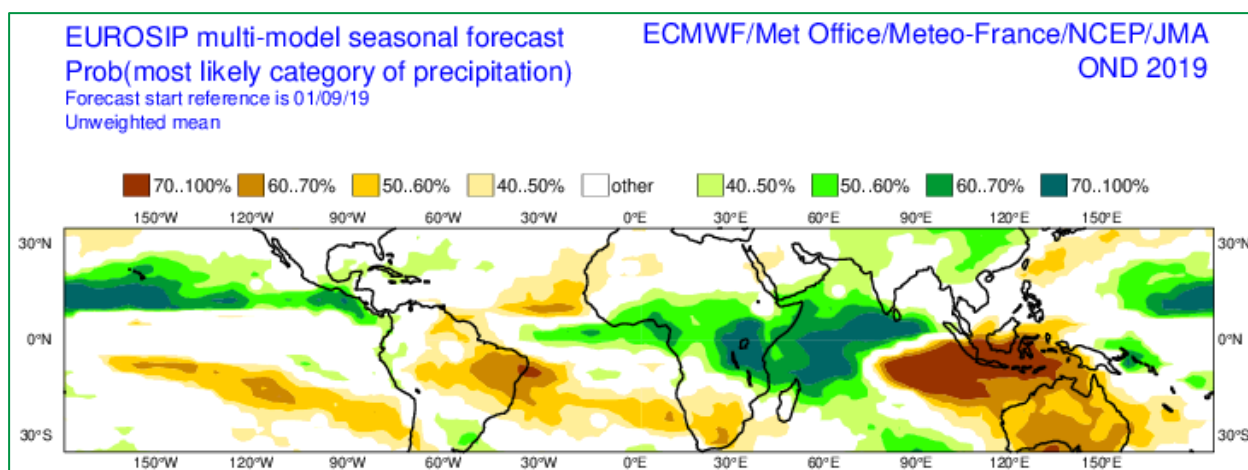 EUROSIP multi-model seasonal forecast
ECMWF/Met Office/Meteo-France/NCEP/JMA
Prob(most likely category of precipitation)
OND 2019
Forecast start reference is 01/09/19
Unweighted mean
70..100% 60..70% 50..60% 40..50% other 40..50% 50..60% 60..70% 70..100%
150°W 120°W 90°W 60°W 30°W 0°E 30°E 60°E 90°E 120°E 150°E
30°N 30°N
0°N 0°N
30°S 30°S
150°W 120°W 90°W 60°W 30°W 0°E 30°E 60°E 90°E 120°E 150°E